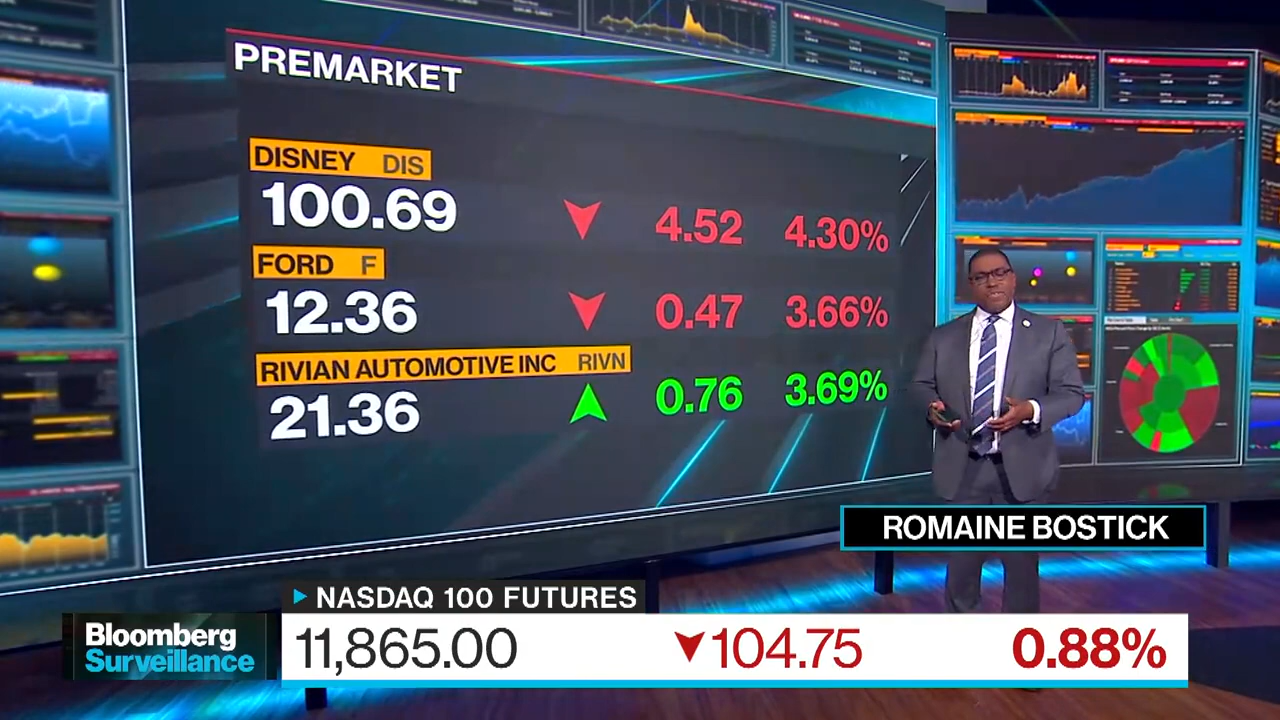 PREMARKET
DISNEY DIS
100.69 4.52 4.30%
FORD F
12.36 0.47 3.66%
RIVIAN AUTOMOTIVE INC RIVN
21.36 0.76 3.69%
ROMAINE BOSTICK
NASDAQ 100 FUTURES
Bloomberg
Surveillance
11,865.00 104.75 0.88%